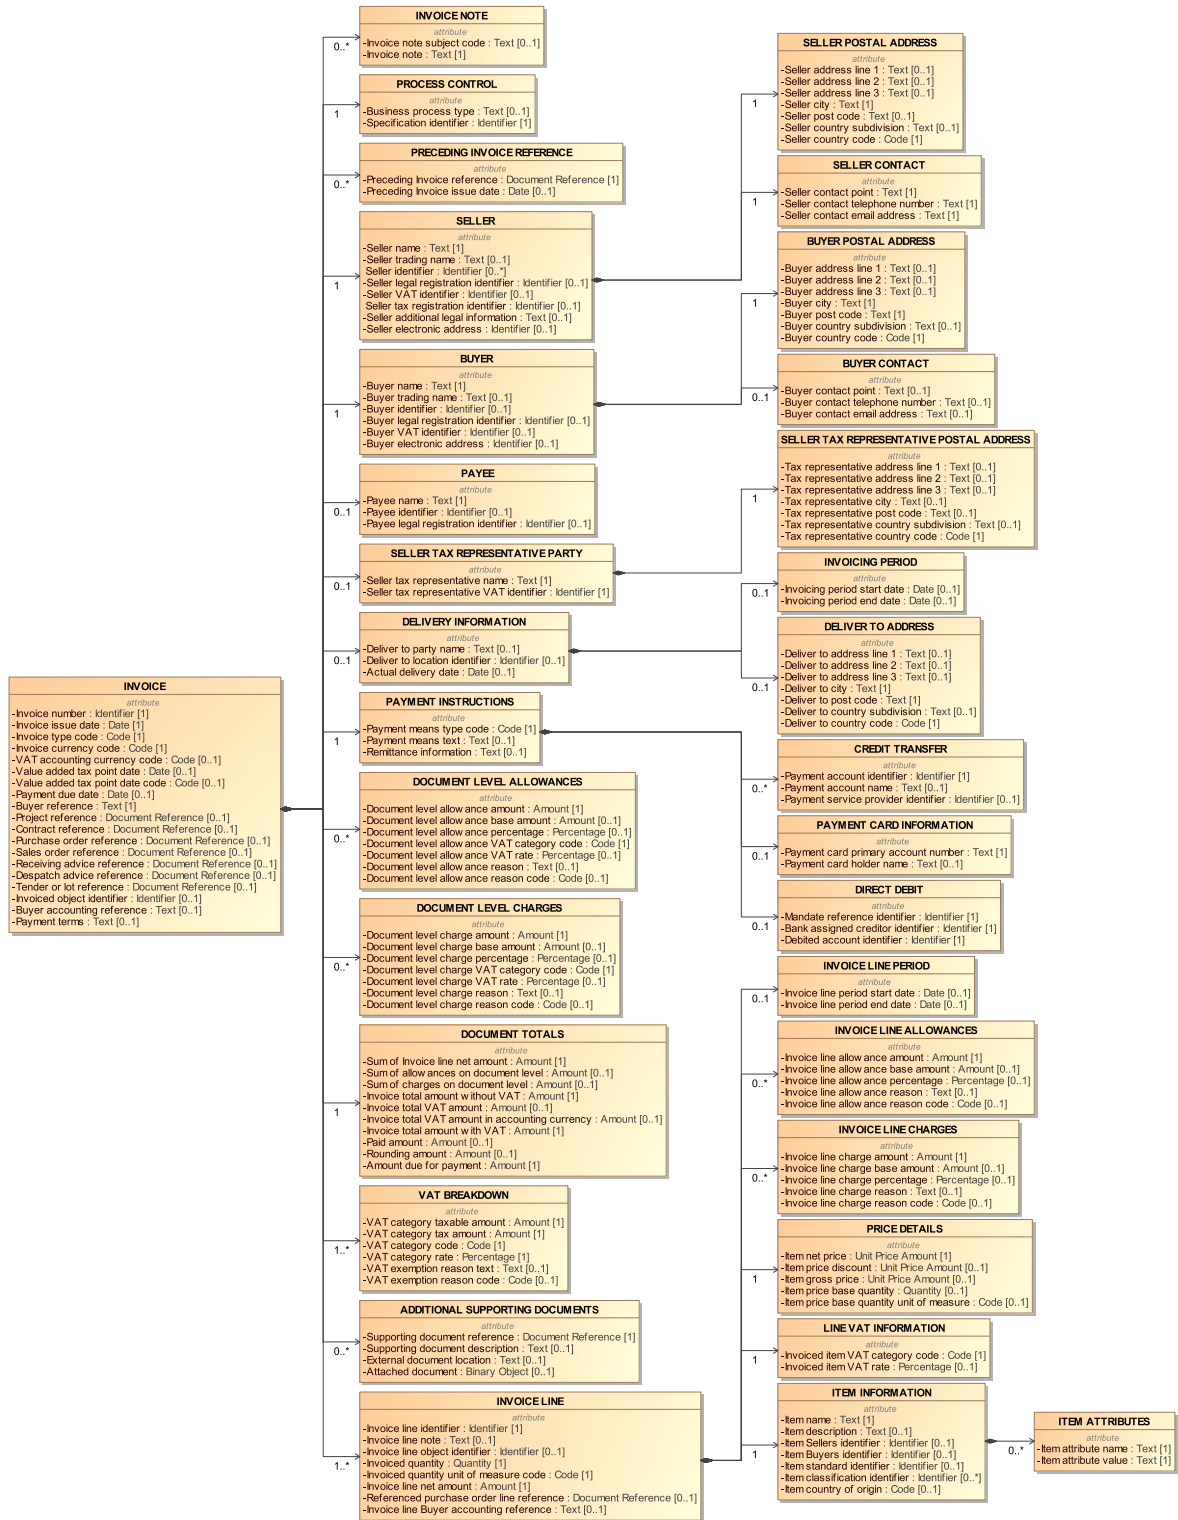 INVOICE
attribute
-Invoice number : Identifier [1]
-Invoice issue date : Date [1]
-Invoice type code : Code [1]
-Invoice currency code : Code [1]
-VAT accounting currency code : Code [0..1]
-Value added tax point date : Date [0..1]
-Value added tax point date code : Code [0..1]
-Payment due date : Date [0..1]
-Buyer reference : Text [1]
-Project reference : Document Reference [0..1]
-Contract reference : Document Reference [0..1]
-Purchase order reference : Document Reference [0..1]
-Sales order reference : Document Reference [0..1]
-Receiving advice reference : Document Reference [0..1]
-Despatch advice reference : Document Reference [0..1]
-Tender or lot reference : Document Reference [0..1]
-Invoiced object identifier : Identifier [0..1]
-Buyer accounting reference : Text [0..1]
-Payment terms : Text [0..1]
0..*
INVOICE NOTE
attribute
-Invoice note subject code : Text [0..1]
-Invoice note : Text [1]
1
PROCESS CONTROL
attribute
-Business process type : Text [0..1]
-Specification identifier : Identifier [1]
0..*
PRECEDING INVOICE REFERENCE
attribute
-Preceding Invoice reference : Document Reference [1]
-Preceding Invoice issue date : Date [0..1]
1
SELLER
attribute
-Seller name : Text [1]
-Seller trading name : Text [0..1]
Seller identifier : Identifier [0..*]
-Seller legal registration identifier : Identifier [0..1]
-Seller VAT identifier : Identifier [0..1]
Seller tax registration identifier : Identifier [0..1]
-Seller additional legal information : Text [0..1]
-Seller electronic address : Identifier [0..1]
1
BUYER
attribute
-Buyer name : Text [1]
-Buyer trading name : Text [0..1]
-Buyer identifier : Identifier [0..1]
-Buyer legal registration identifier : Identifier [0..1]
-Buyer VAT identifier : Identifier [0..1]
-Buyer electronic address : Identifier [0..1]
0..1
PAYEE
attribute
-Payee name : Text [1]
-Payee identifier : Identifier [0..1]
-Payee legal registration identifier : Identifier [0..1]
0..1
SELLER TAX REPRESENTATIVE PARTY
attribute
-Seller tax representative name : Text [1]
-Seller tax representative VAT identifier : Identifier [1]
0..1
DELIVERY INFORMATION
attribute
-Deliver to party name : Text [0..1]
-Deliver to location identifier : Identifier [0..1]
-Actual delivery date : Date [0..1]
1
PAYMENT INSTRUCTIONS
attribute
-Payment means type code : Code [1]
-Payment means text : Text [0..1]
-Remittance information : Text [0..1]
0..*
DOCUMENT LEVEL ALLOWANCES
attribute
-Document level allowance amount : Amount [1]
-Document level allowance base amount : Amount [0..1]
-Document level allowance percentage : Percentage [0..1]
-Document level allowance VAT category code : Code [1]
-Document level allowance VAT rate : Percentage [0..1]
-Document level allowance reason : Text [0..1]
-Document level allowance reason code : Code [0..1]
0..*
DOCUMENT LEVEL CHARGES
attribute
-Document level charge amount : Amount [1]
-Document level charge base amount : Amount [0..1]
-Document level charge percentage : Percentage [0..1]
-Document level charge VAT category code : Code [1]
-Document level charge VAT rate : Percentage [0..1]
-Document level charge reason : Text [0..1]
-Document level charge reason code : Code [0..1]
1
DOCUMENT TOTALS
attribute
-Sum of Invoice line net amount : Amount [1]
-Sum of allowances on document level : Amount [0..1]
-Sum of charges on document level : Amount [0..1]
-Invoice total amount without VAT : Amount [1]
-Invoice total VAT amount : Amount [0..1]
-Invoice total VAT amount in accounting currency : Amount [0..1]
-Invoice total amount with VAT : Amount [1]
-Paid amount : Amount [0..1]
-Rounding amount : Amount [0..1]
-Amount due for payment : Amount [1]
1..*
VAT BREAKDOWN
attribute
-VAT category taxable amount : Amount [1]
-VAT category tax amount : Amount [1]
-VAT category code : Code [1]
-VAT category rate : Percentage [1]
-VAT exemption reason text : Text [0..1]
-VAT exemption reason code : Code [0..1]
0..*
ADDITIONAL SUPPORTING DOCUMENTS
attribute
-Supporting document reference : Document Reference [1]
-Supporting document description : Text [0..1]
-External document location : Text [0..1]
-Attached document : Binary Object [0..1]
1..*
INVOICE LINE
attribute
-Invoice line identifier : Identifier [1]
-Invoice line note : Text [0..1]
-Invoice line object identifier : Identifier [0..1]
-Invoiced quantity : Quantity [1]
-Invoiced quantity unit of measure code : Code [1]
-Invoice line net amount : Amount [1]
-Referenced purchase order line reference : Document Reference [0..1]
-Invoice line Buyer accounting reference : Text [0..1]
1
SELLER POSTAL ADDRESS
attribute
-Seller address line 1 : Text [0..1]
-Seller address line 2 : Text [0..1]
-Seller address line 3 : Text [0..1]
-Seller city : Text [1]
-Seller post code : Text [0..1]
-Seller country subdivision : Text [0..1]
-Seller country code : Code [1]
1
SELLER CONTACT
attribute
-Seller contact point : Text [1]
-Seller contact telephone number : Text [1]
-Seller contact email address : Text [1]
1
BUYER POSTAL ADDRESS
attribute
-Buyer address line 1 : Text [0..1]
-Buyer address line 2 : Text [0..1]
-Buyer address line 3 : Text [0..1]
-Buyer city : Text [1]
-Buyer post code : Text [1]
-Buyer country subdivision : Text [0..1]
-Buyer country code : Code [1]
0..1
BUYER CONTACT
attribute
-Buyer contact point : Text [0..1]
-Buyer contact telephone number : Text [0..1]
-Buyer contact email address : Text [0..1]
1
SELLER TAX REPRESENTATIVE POSTAL ADDRESS
attribute
-Tax representative address line 1 : Text [0..1]
-Tax representative address line 2 : Text [0..1]
-Tax representative address line 3 : Text [0..1]
-Tax representative city : Text [0..1]
-Tax representative post code : Text [0..1]
-Tax representative country subdivision : Text [0..1]
-Tax representative country code : Code [1]
0..1
INVOICING PERIOD
attribute
-Invoicing period start date : Date [0..1]
-Invoicing period end date : Date [0..1]
0..1
DELIVER TO ADDRESS
attribute
-Deliver to address line 1 : Text [0..1]
-Deliver to address line 2 : Text [0..1]
-Deliver to address line 3 : Text [0..1]
-Deliver to city : Text [1]
-Deliver to post code : Text [1]
-Deliver to country subdivision : Text [0..1]
-Deliver to country code : Code [1]
0..*
CREDIT TRANSFER
attribute
-Payment account identifier : Identifier [1]
-Payment account name : Text [0..1]
-Payment service provider identifier : Identifier [0..1]
0..1
PAYMENT CARD INFORMATION
attribute
-Payment card primary account number : Text [1]
-Payment card holder name : Text [0..1]
0..1
DIRECT DEBIT
attribute
-Mandate reference identifier : Identifier [1]
-Bank assigned creditor identifier : Identifier [1]
-Debited account identifier : Identifier [1]
0..1
INVOICE LINE PERIOD
attribute
-Invoice line period start date : Date [0..1]
-Invoice line period end date : Date [0..1]
0..*
INVOICE LINE ALLOWANCES
attribute
-Invoice line allowance amount : Amount [1]
-Invoice line allowance base amount : Amount [0..1]
-Invoice line allowance percentage : Percentage [0..1]
-Invoice line allowance reason : Text [0..1]
-Invoice line allowance reason code : Code [0..1]
0..*
INVOICE LINE CHARGES
attribute
-Invoice line charge amount : Amount [1]
-Invoice line charge base amount : Amount [0..1]
-Invoice line charge percentage : Percentage [0..1]
-Invoice line charge reason : Text [0..1]
-Invoice line charge reason code : Code [0..1]
1
PRICE DETAILS
attribute
-Item net price : Unit Price Amount [1]
-Item price discount : Unit Price Amount [0..1]
-Item gross price : Unit Price Amount [0..1]
-Item price base quantity : Quantity [0..1]
-Item price base quantity unit of measure : Code [0..1]
1
LINE VAT INFORMATION
attribute
-Invoiced item VAT category code : Code [1]
-Invoiced item VAT rate : Percentage [0..1]
1
ITEM INFORMATION
attribute
-Item name : Text [1]
-Item description : Text [0..1]
-Item Sellers identifier : Identifier [0..1]
-Item Buyers identifier : Identifier [0..1]
-Item standard identifier : Identifier [0..1]
-Item classification identifier : Identifier [0..*]
-Item country of origin : Code [0..1]
0..*
ITEM ATTRIBUTES
attribute
-Item attribute name : Text [1]
-Item attribute value : Text [1]